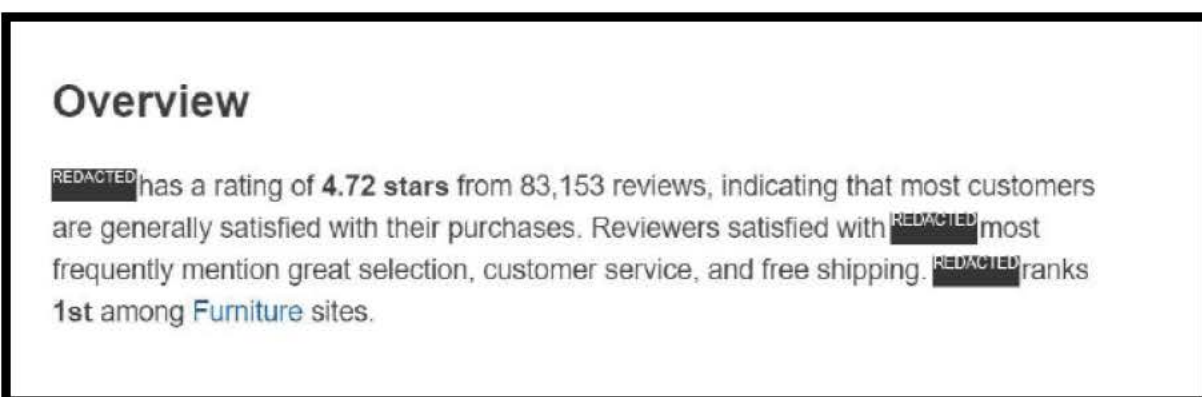 Overview
REDACTED has a rating of 4.72 stars from 83,153 reviews, indicating that most customers
are generally satisfied with their purchases. Reviewers satisfied with REDACTED most
frequently mention great selection, customer service, and free shipping. REDACTED ranks
1st among Furniture sites.